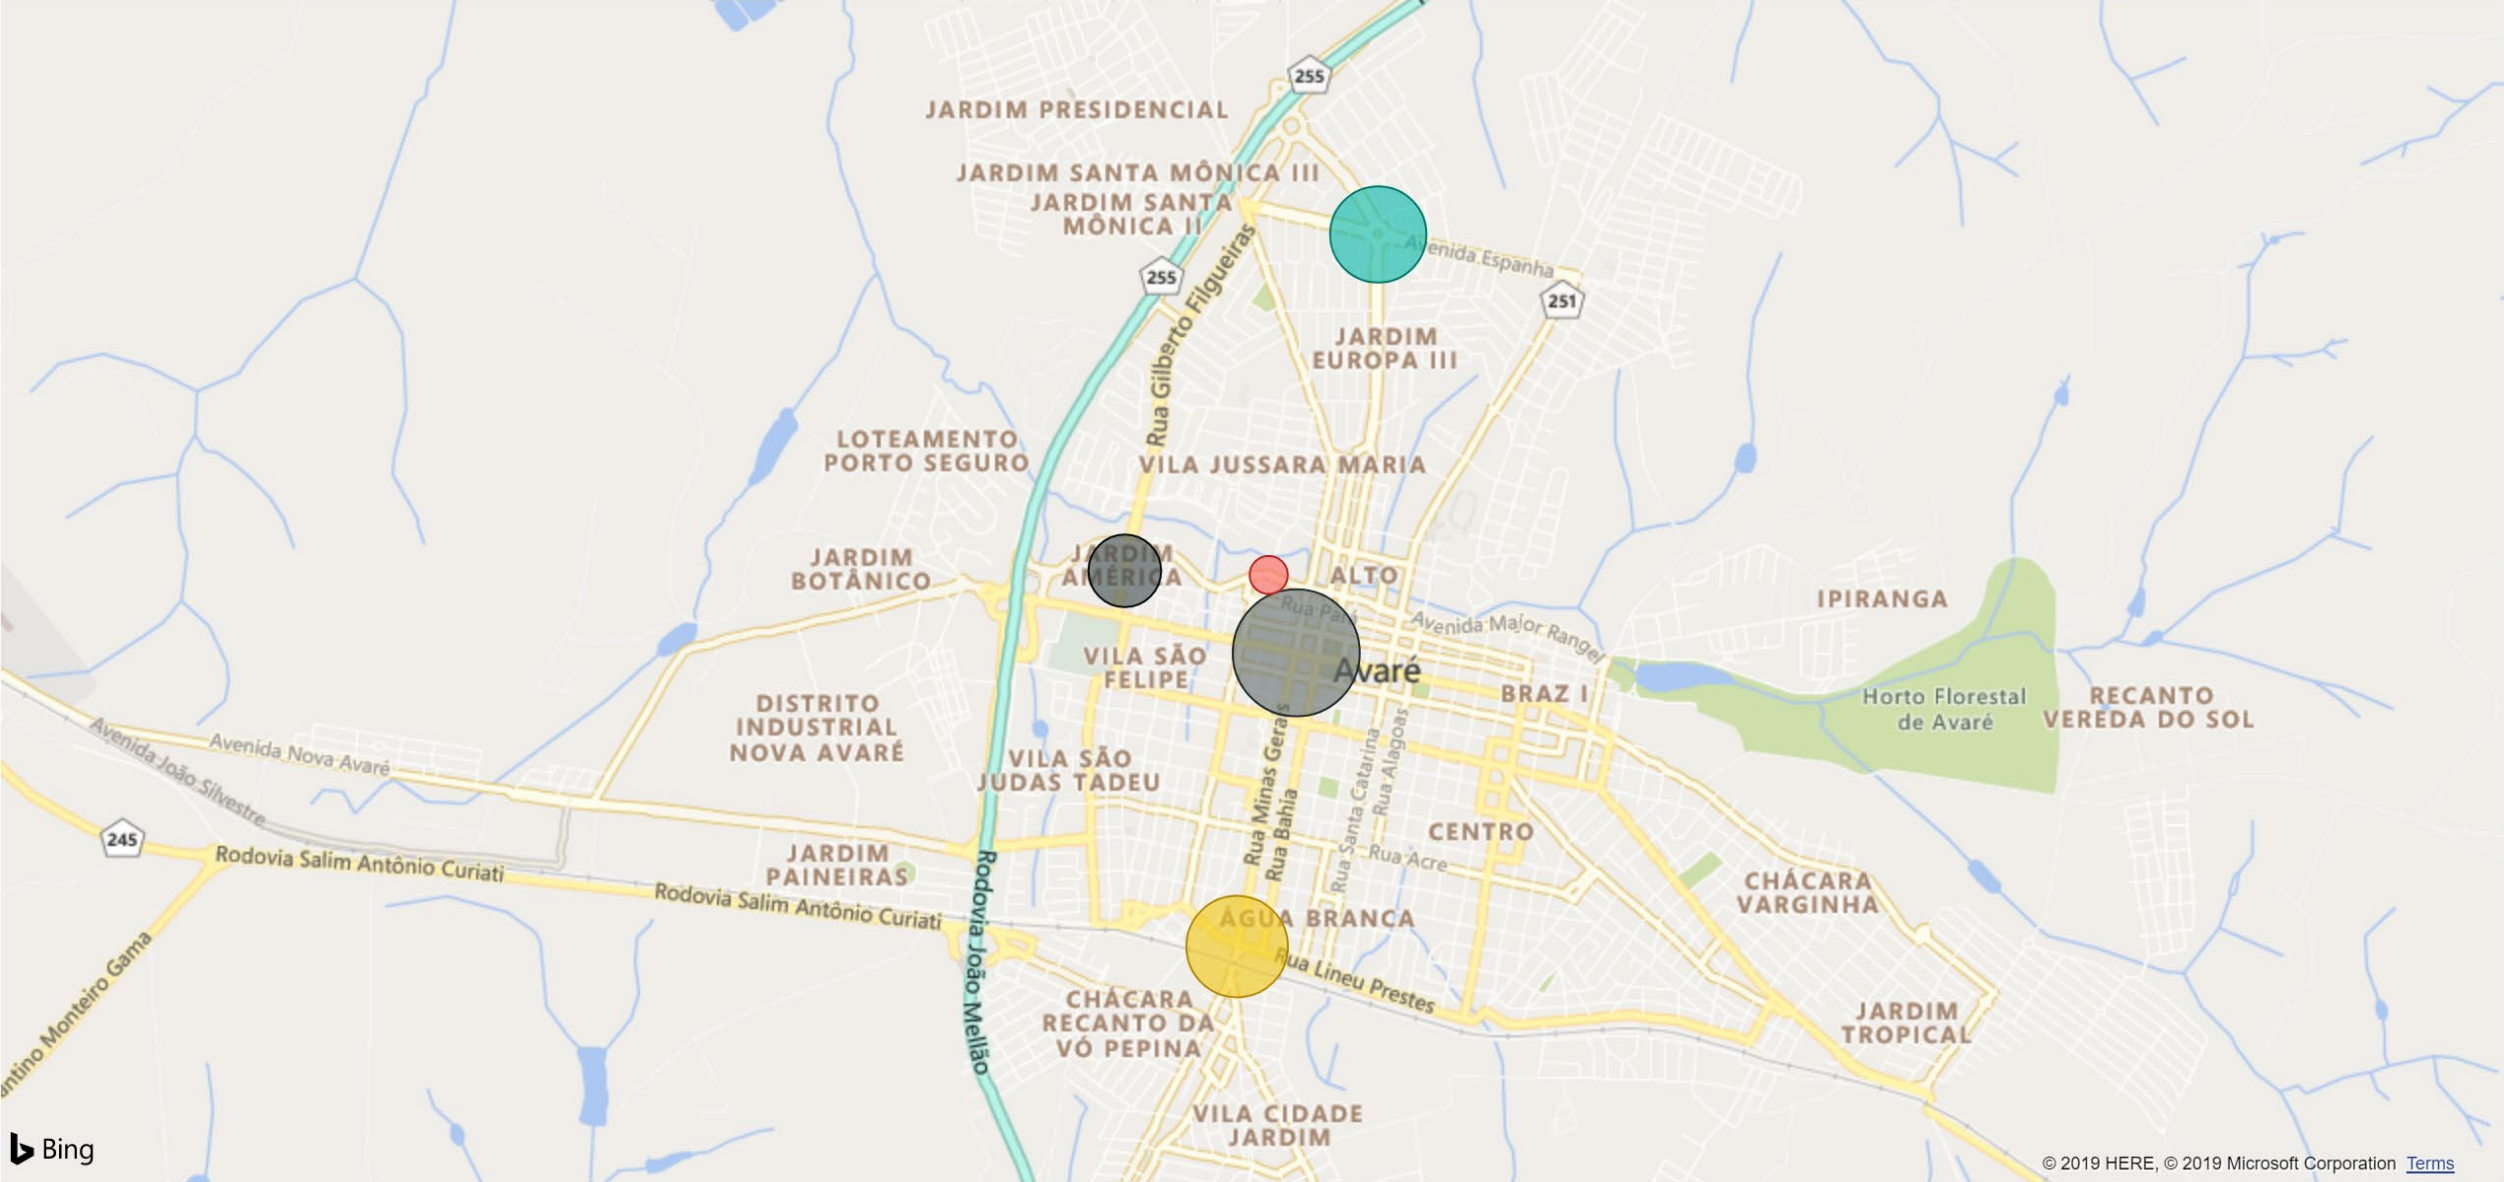 255
JARDIM PRESIDENCIAL
JARDIM SANTA MÔNICA III
JARDIM SANTA
MÔNICA II
Avenida Espanha
255
251
Rua Gilberto Filgueiras
JARDIM
EUROPA III
LOTEAMENTO
PORTO SEGURO
VILA JUSSARA MARIA
JARDIM
AMÉRICA
JARDIM
BOTÂNICO
ALTO
IPIRANGA
Rua Pará
Avenida Major Rangel
VILA SÃO
FELIPE
Avaré
BRAZ I
Horto Florestal
de Avaré
RECANTO
VEREDA DO SOL
DISTRITO
INDUSTRIAL
NOVA AVARÉ
Avenida Nova Avaré
Avenida João Silvestre
VILA SÃO
JUDAS TADEU
Rua Minas Gerais
Rua Bahia
Rua Santa Catarina
Rua Alagoas
CENTRO
245
Rodovia Salim Antônio Curiati
JARDIM
PAINEIRAS
Rua Acre
Rodovia Salim Antônio Curiati
CHÁCARA
VARGINHA
Rodovia João Mellão
ÁGUA BRANCA
Rua Lineu Prestes
antino Monteiro Gama
CHÁCARA
RECANTO DA
VÓ PEPINA
JARDIM
TROPICAL
VILA CIDADE
JARDIM
Bing
© 2019 HERE, © 2019 Microsoft Corporation Terms